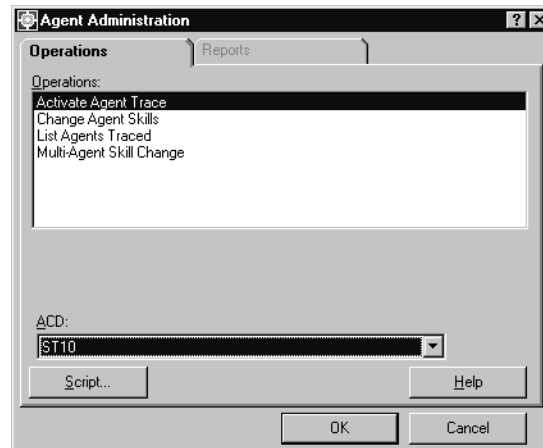 Agent Administration
Operations
Reports
Operations:
Activate Agent Trace
Change Agent Skills
List Agents Traced
Multi-Agent Skill Change
ACD:
ST10
Script...
Help
OK
Cancel